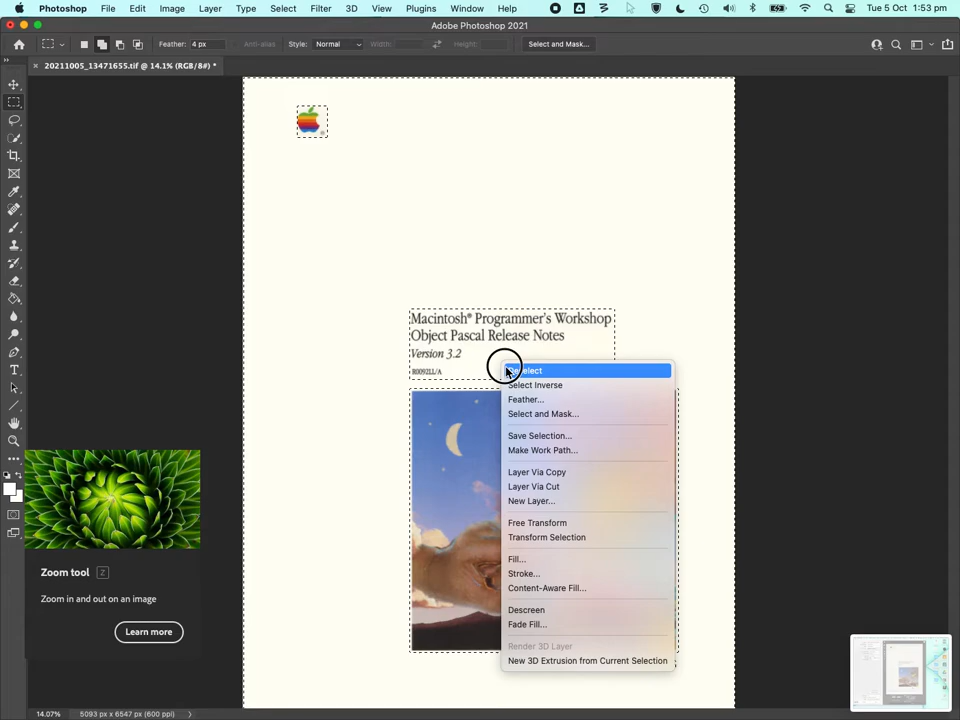 Photoshop File Edit Image Layer Type Select Filter 3D View Plugins Window Help Tue 5 Oct 1:53 pm
Adobe Photoshop 2021
Feather: 4 px Anti-alias Style: Normal Width: Height: Select and Mask...
20211005_13471655.tif @ 14.1% (RGB/8#) *
Macintosh® Programmer's Workshop
Object Pascal Release Notes
Version 3.2
R0092LL/A
Deselect
Select Inverse
Feather...
Select and Mask...
Save Selection...
Make Work Path...
Layer Via Copy
Layer Via Cut
New Layer...
Free Transform
Transform Selection
Fill...
Stroke...
Content-Aware Fill...
Descreen
Fade Fill...
Render 3D Layer
New 3D Extrusion from Current Selection
Zoom tool Z
Zoom in and out on an image
Learn more
14.07% 5093 px x 6547 px (600 ppi)